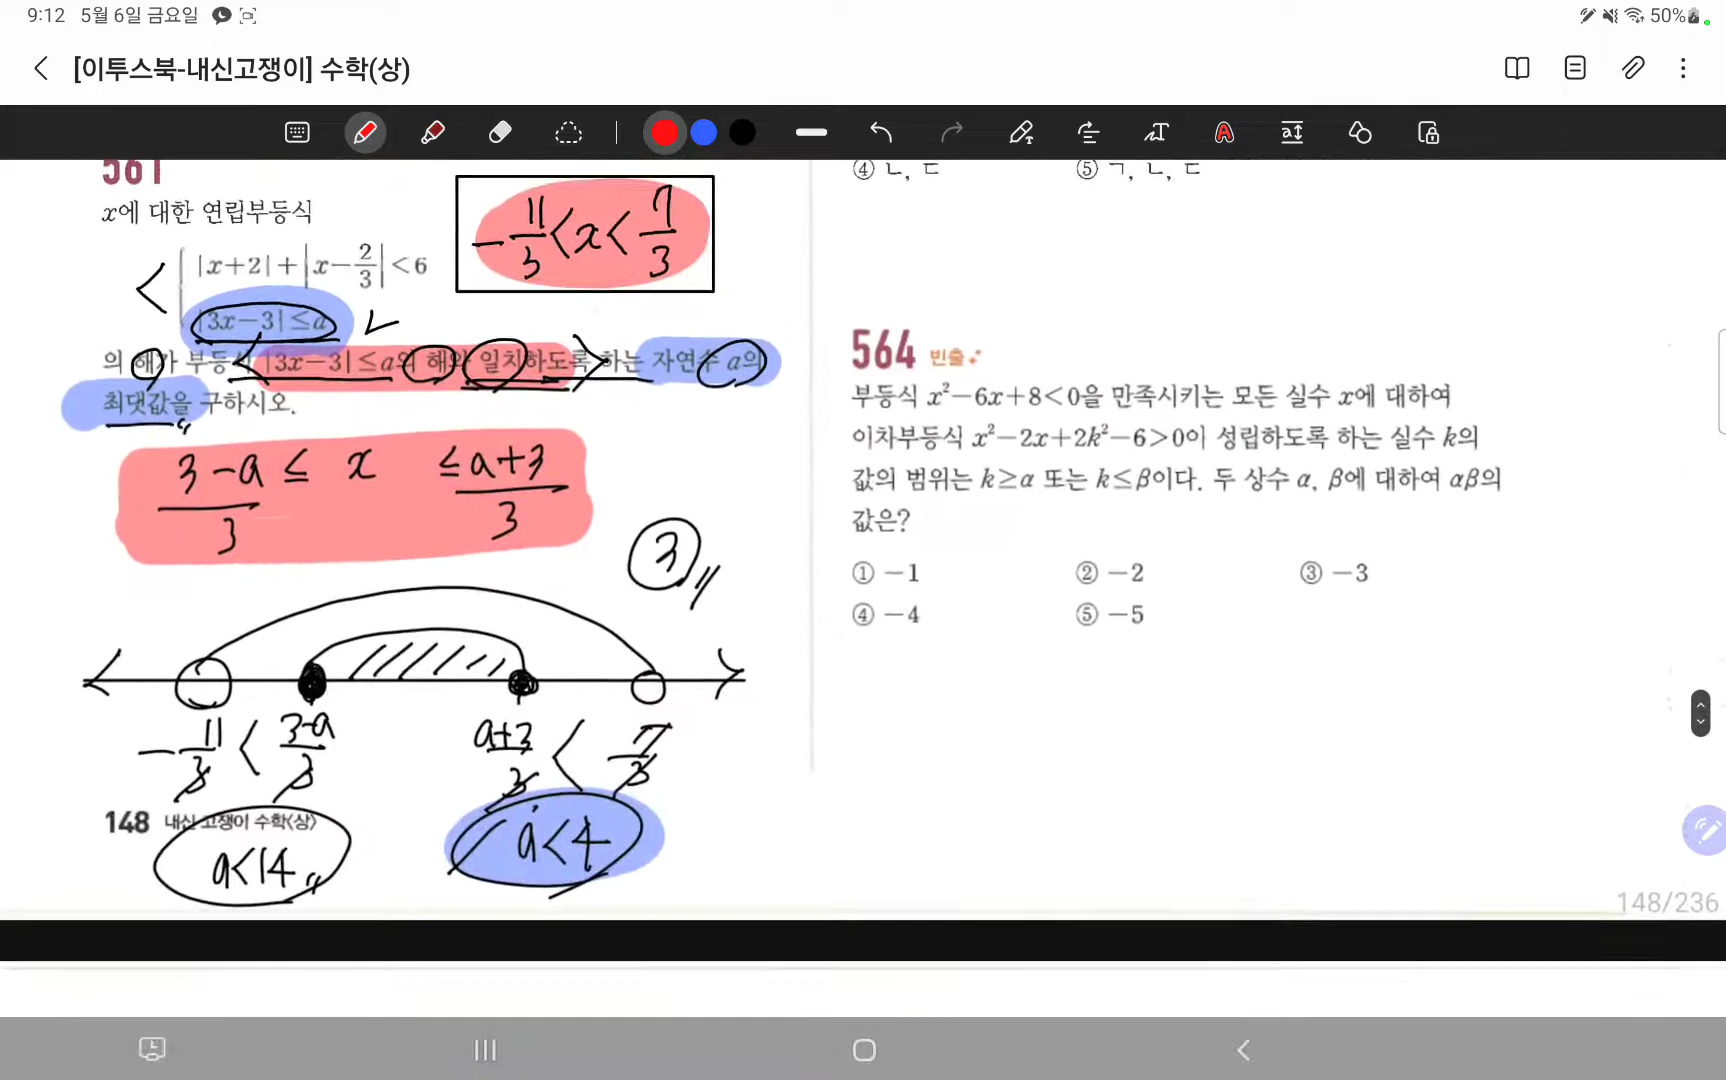 9:12 5월 6일 금요일
50%
[이투스북-내신고쟁이] 수학(상)
561
x에 대한 연립부등식
|x+2|+|x-2/3|<6
|3x-3|≤a
의 해가 부등식 |3x-3|≤a의 해와 일치하도록 하는 자연수 a의
최댓값을 구하시오.
-11/3<x<7/3
(3-a)/3 ≤ x ≤ (a+3)/3
3
-11/3 < (3-a)/3
(a+3)/3 < 7/3
148 내신 고쟁이 수학(상)
a<14
a<4
④ ㄴ, ㄷ ⑤ ㄱ, ㄴ, ㄷ
564 빈출
부등식 x²-6x+8<0을 만족시키는 모든 실수 x에 대하여
이차부등식 x²-2x+2k²-6>0이 성립하도록 하는 실수 k의
값의 범위는 k≥α 또는 k≤β이다. 두 상수 α, β에 대하여 αβ의
값은?
① -1 ② -2 ③ -3
④ -4 ⑤ -5
148/236